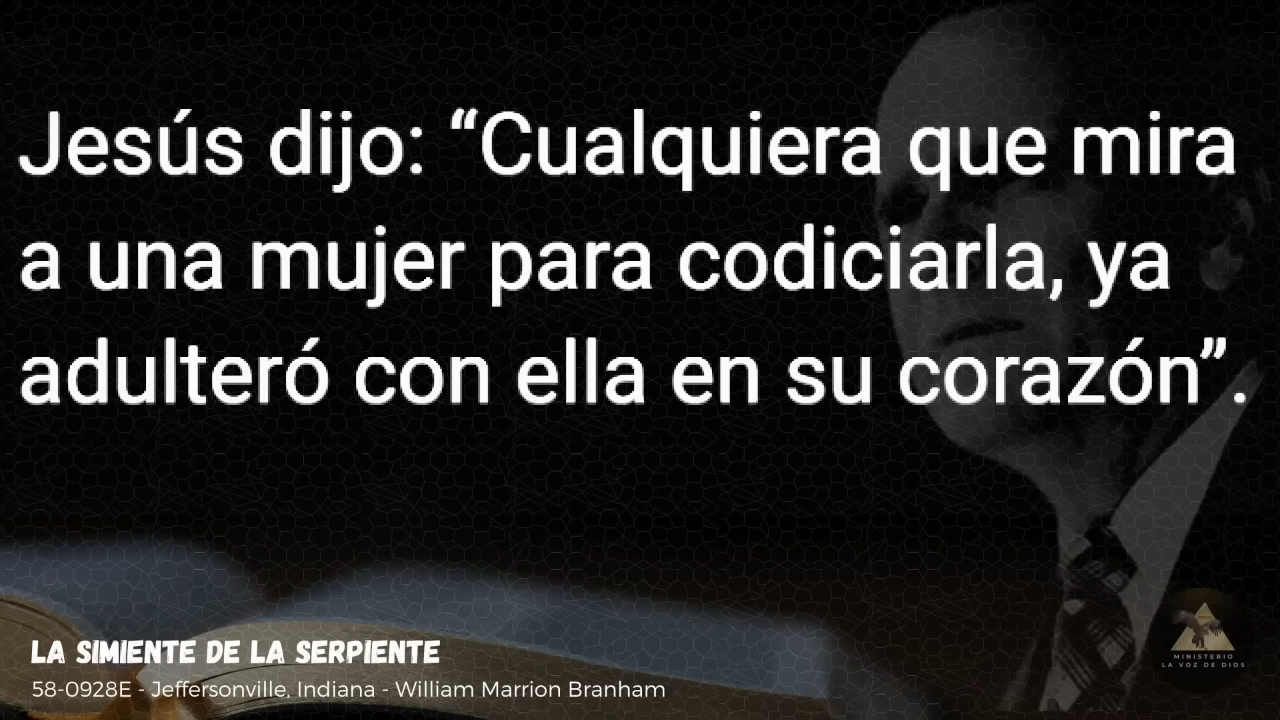 Jesús dijo: “Cualquiera que mira
a una mujer para codiciarla, ya
adulteró con ella en su corazón”.
LA SIMIENTE DE LA SERPIENTE
58-0928E - Jeffersonville, Indiana - William Marrion Branham
MINISTERIO
LA VOZ DE DIOS